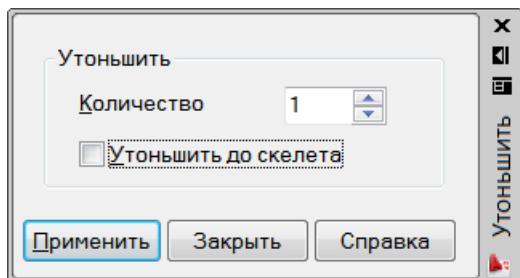 Утоньшить
Количество 1
Утоньшить до скелета
Применить Закрыть Справка
Утоньшить